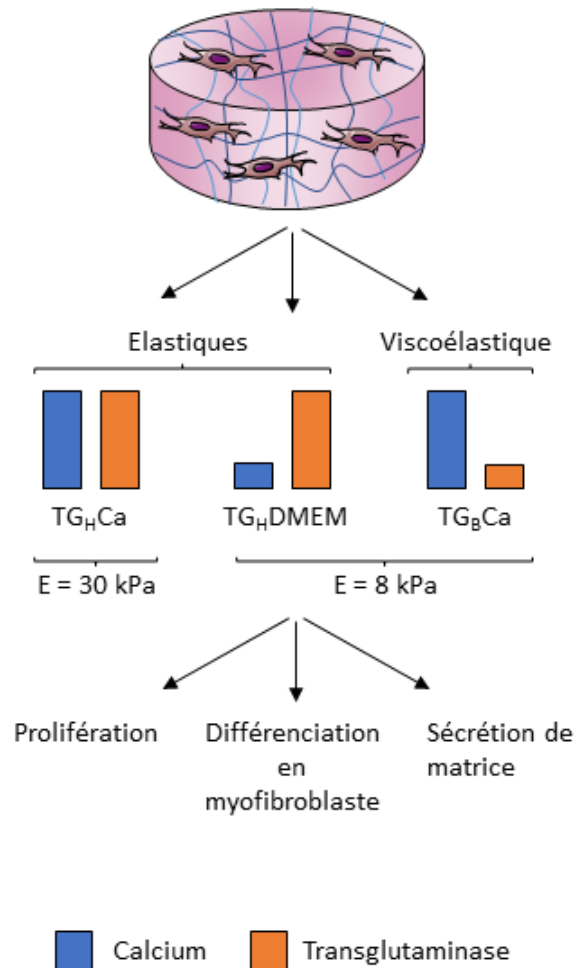 Elastiques
Viscoélastique
TGHCa
TGHDMEM
TGBCa
E = 30 kPa
E = 8 kPa
Prolifération
Différenciation
en
myofibroblaste
Sécrétion de
matrice
Calcium
Transglutaminase